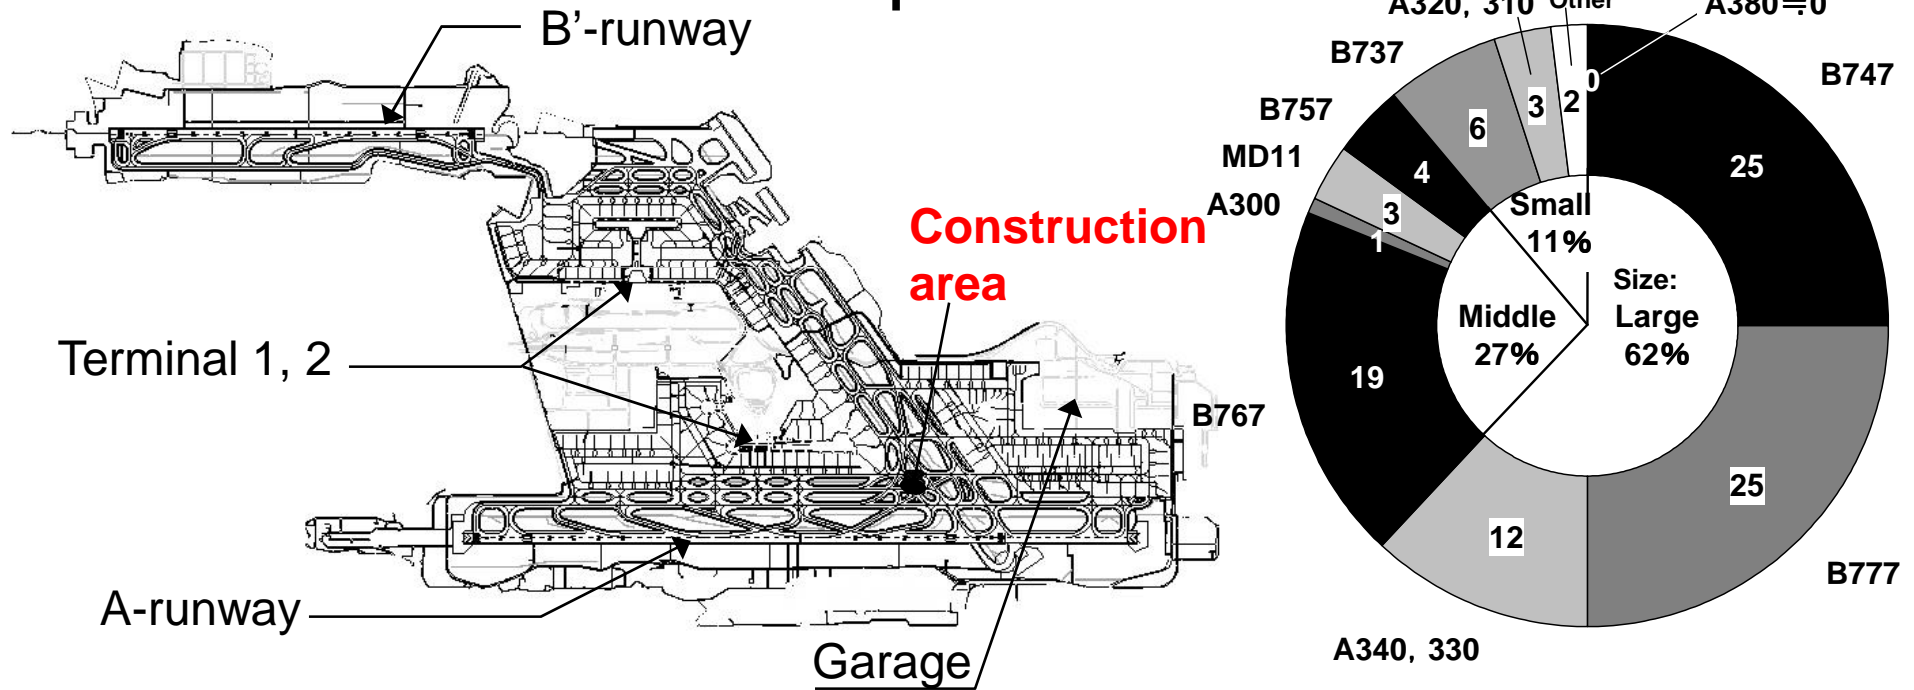 B’-runway
Construction
area
Terminal 1, 2
A-runway
Garage
A320, 310
Other
A380≒0
B737
B747
B757
MD11
A300
B767
B777
A340, 330
0
2
3
6
4
3
1
19
12
25
25
Small
11%
Middle
27%
Size:
Large
62%